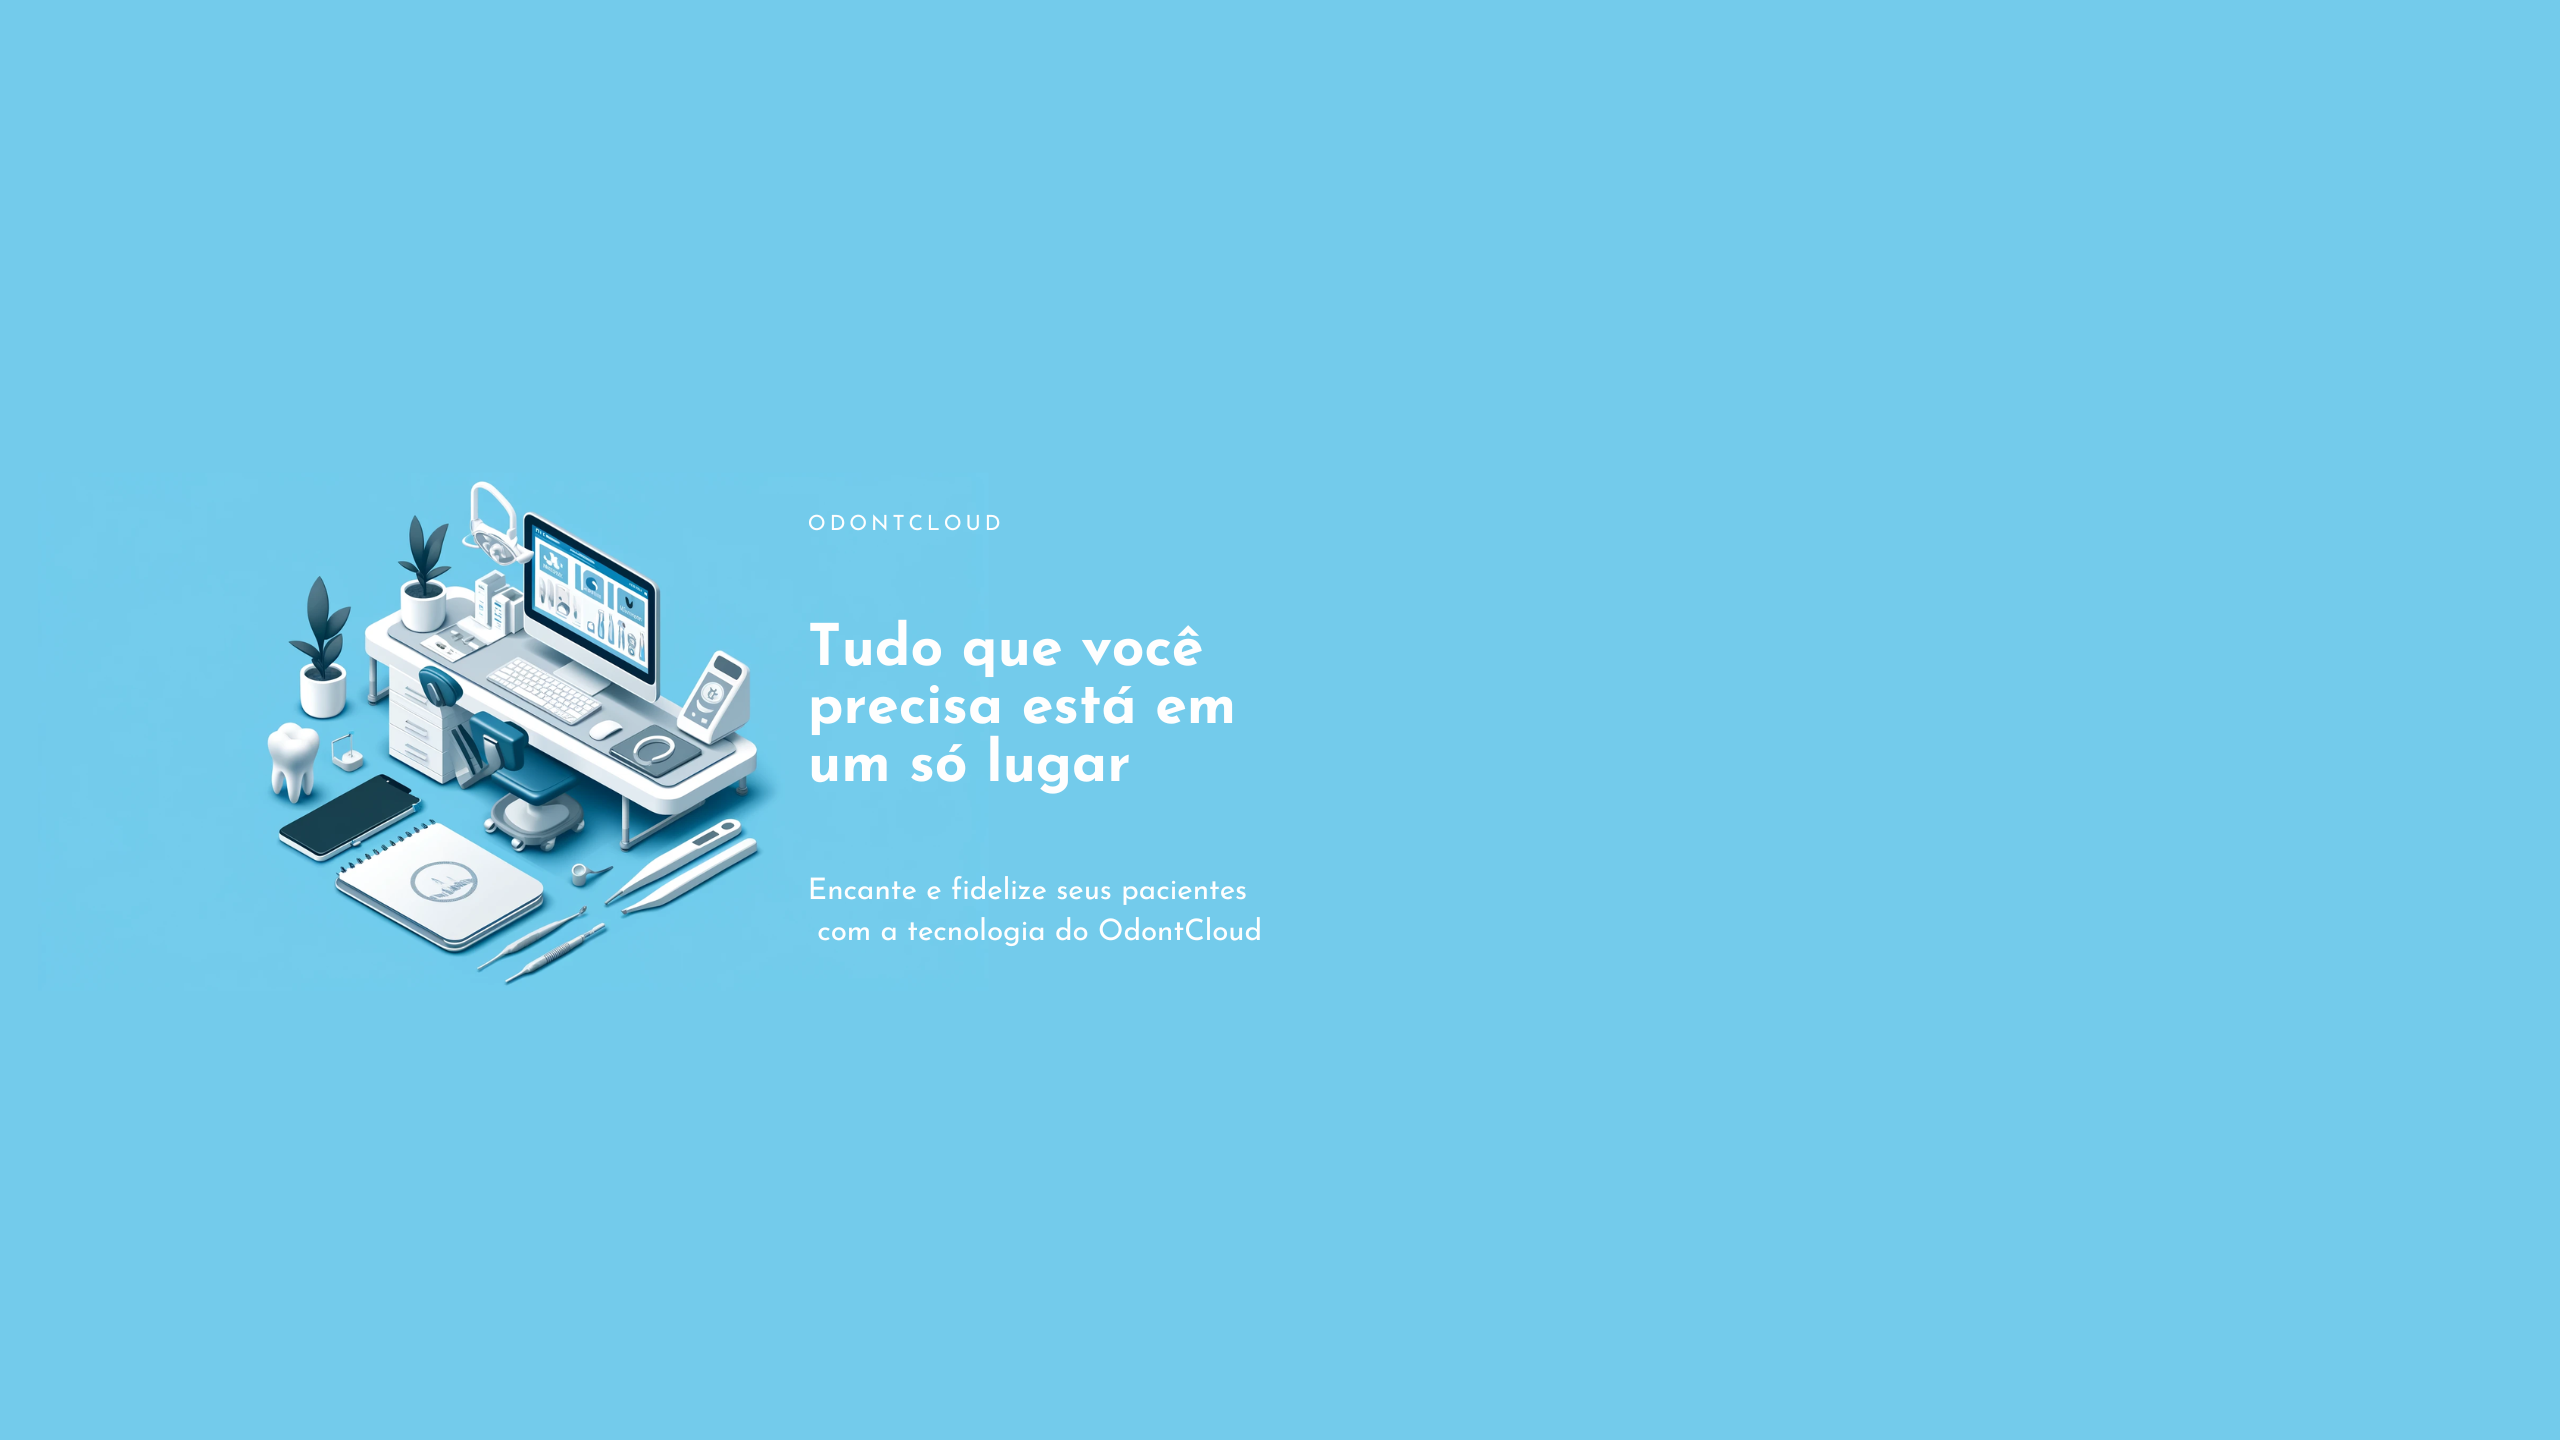 ODONTCLOUD
Tudo que você
precisa está em
um só lugar
Encante e fidelize seus pacientes
com a tecnologia do OdontCloud